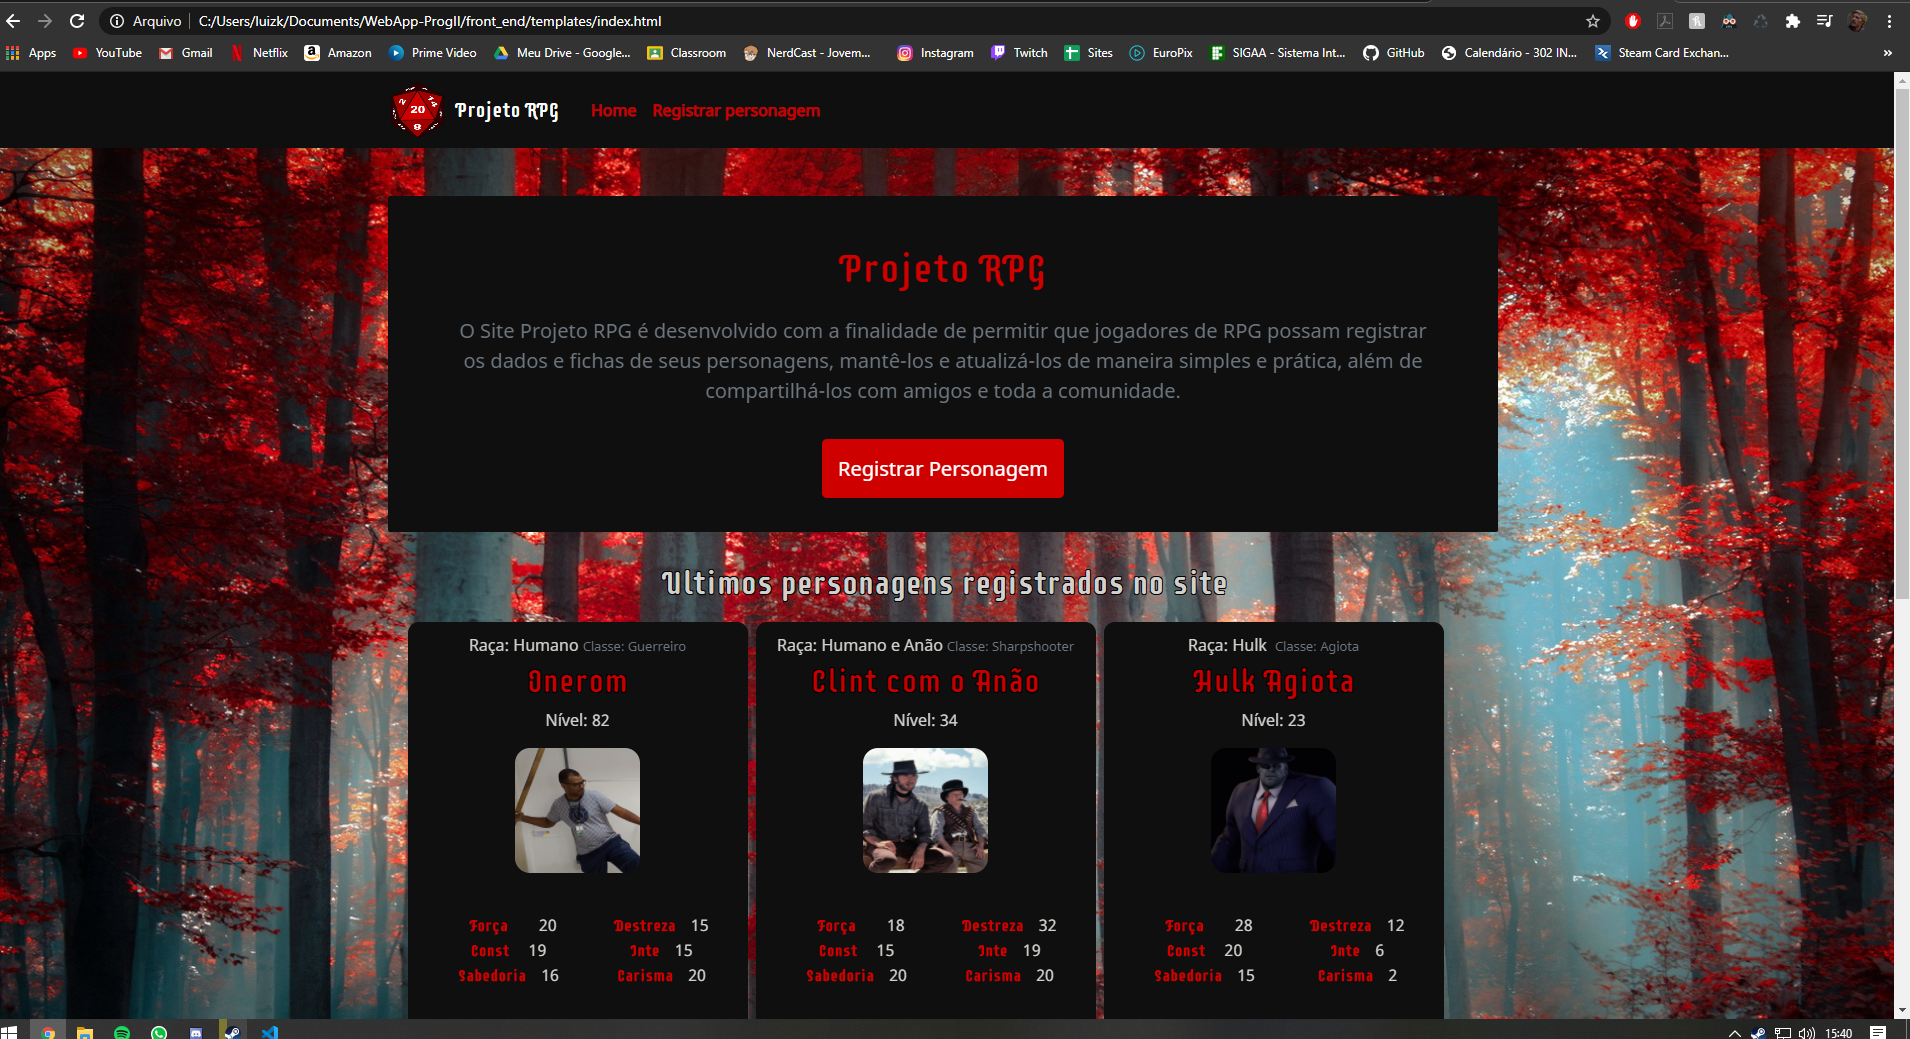 Arquivo C:/Users/luizk/Documents/WebApp-ProgII/front_end/templates/index.html
Apps YouTube Gmail Netflix Amazon Prime Video Meu Drive - Google... Classroom NerdCast - Jovem... Instagram Twitch Sites EuroPix SIGAA - Sistema Int... GitHub Calendário - 302 IN... Steam Card Exchan... »
2 14 20 8 Projeto RPG Home Registrar personagem
Projeto RPG
O Site Projeto RPG é desenvolvido com a finalidade de permitir que jogadores de RPG possam registrar
os dados e fichas de seus personagens, mantê-los e atualizá-los de maneira simples e prática, além de
compartilhá-los com amigos e toda a comunidade.
Registrar Personagem
Ultimos personagens registrados no site
Raça: Humano Classe: Guerreiro
Onerom
Nível: 82
Força 20 Destreza 15
Const 19 Inte 15
Sabedoria 16 Carisma 20
Raça: Humano e Anão Classe: Sharpshooter
Clint com o Anão
Nível: 34
Força 18 Destreza 32
Const 15 Inte 19
Sabedoria 20 Carisma 20
Raça: Hulk Classe: Agiota
Hulk Agiota
Nível: 23
Força 28 Destreza 12
Const 20 Inte 6
Sabedoria 15 Carisma 2
15:40